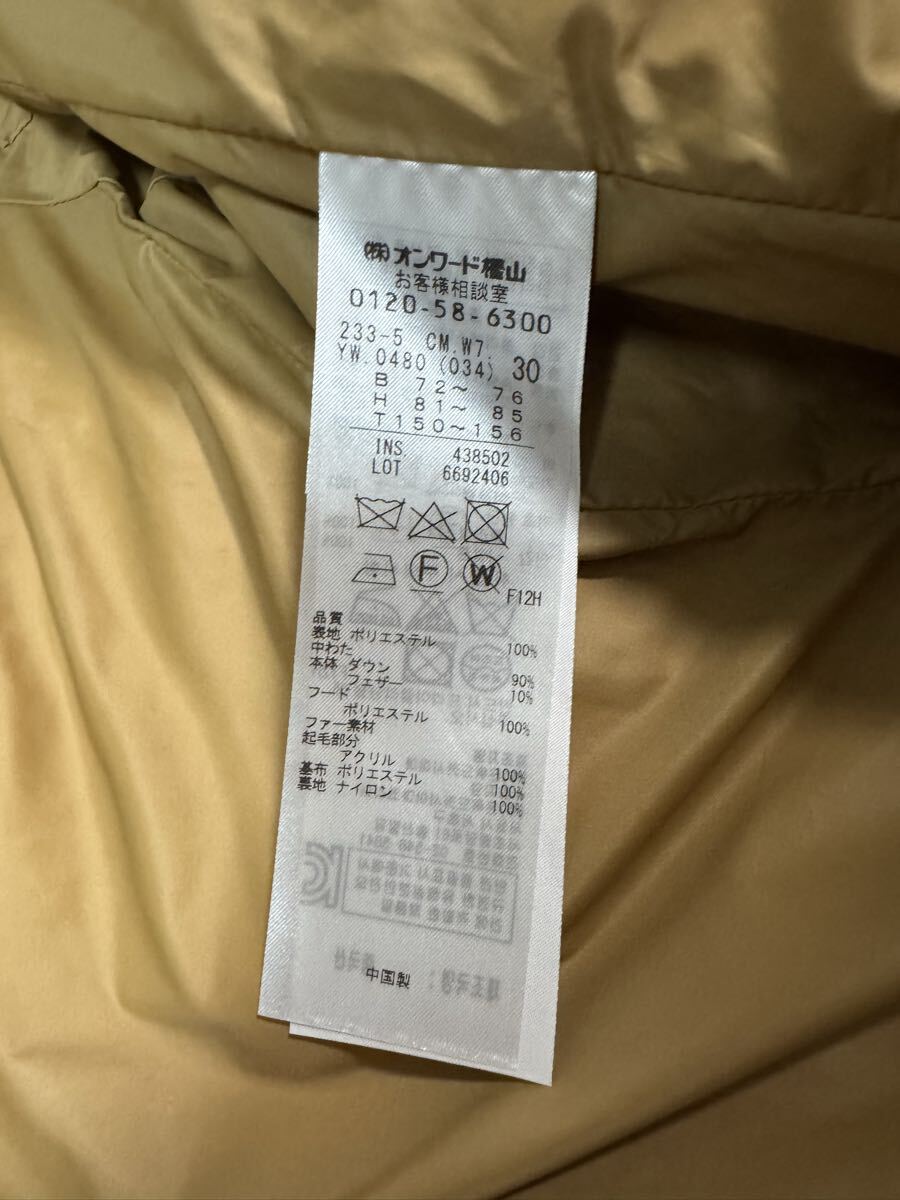 (株)オンワード樫山
お客様相談室
0120-58-6300
233-5 CM.W7.
YW.0480 (034) 30
B 72～ 76
H 81～ 85
T150～156
INS 438502
LOT 6692406
F
W
F12H
品質
表地 ポリエステル 100%
中わた
本体 ダウン 90%
フェザー 10%
フード
ポリエステル 100%
ファー素材
起毛部分
アクリル 100%
基布 ポリエステル 100%
裏地 ナイロン 100%
中国製